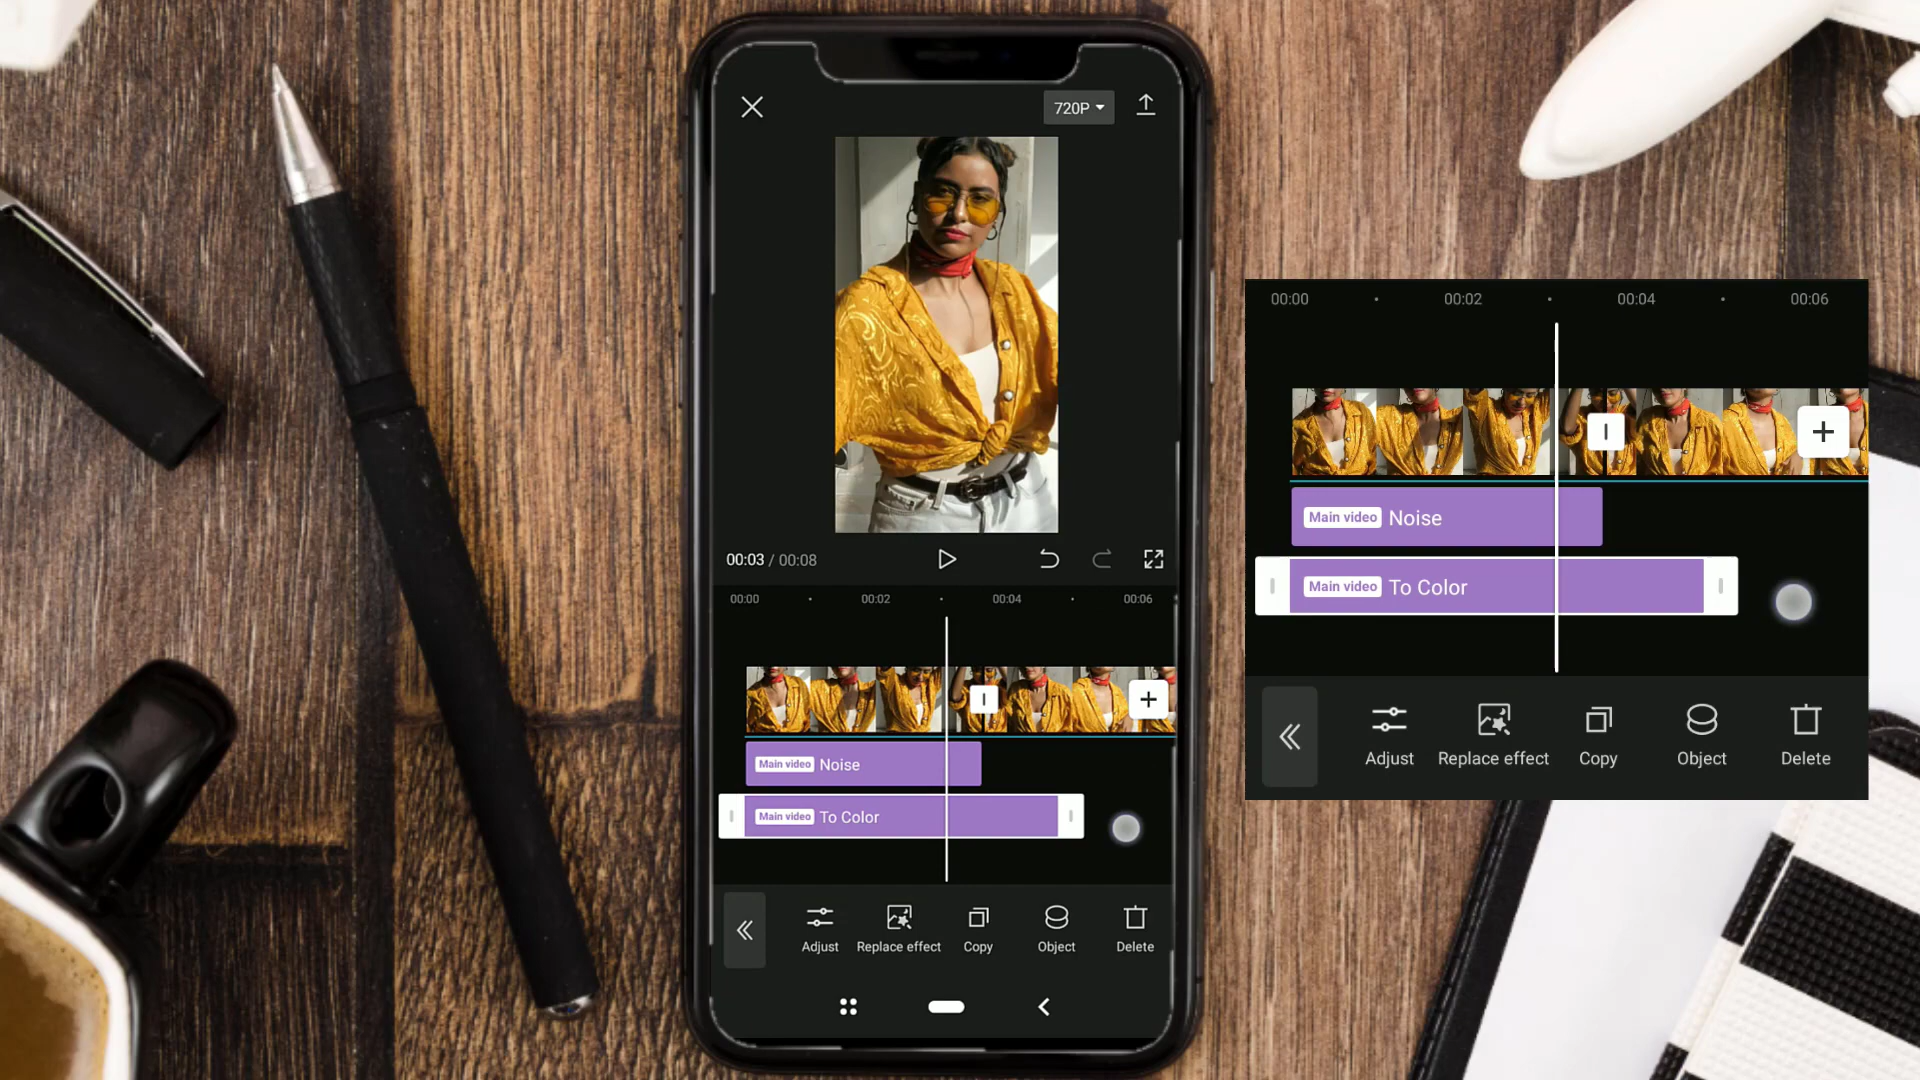 720P
00:03 / 00:08
00:00 00:02 00:04 00:06
Main video Noise
Main video To Color
Adjust Replace effect Copy Object Delete
00:00 00:02 00:04 00:06
Main video Noise
Main video To Color
Adjust Replace effect Copy Object Delete